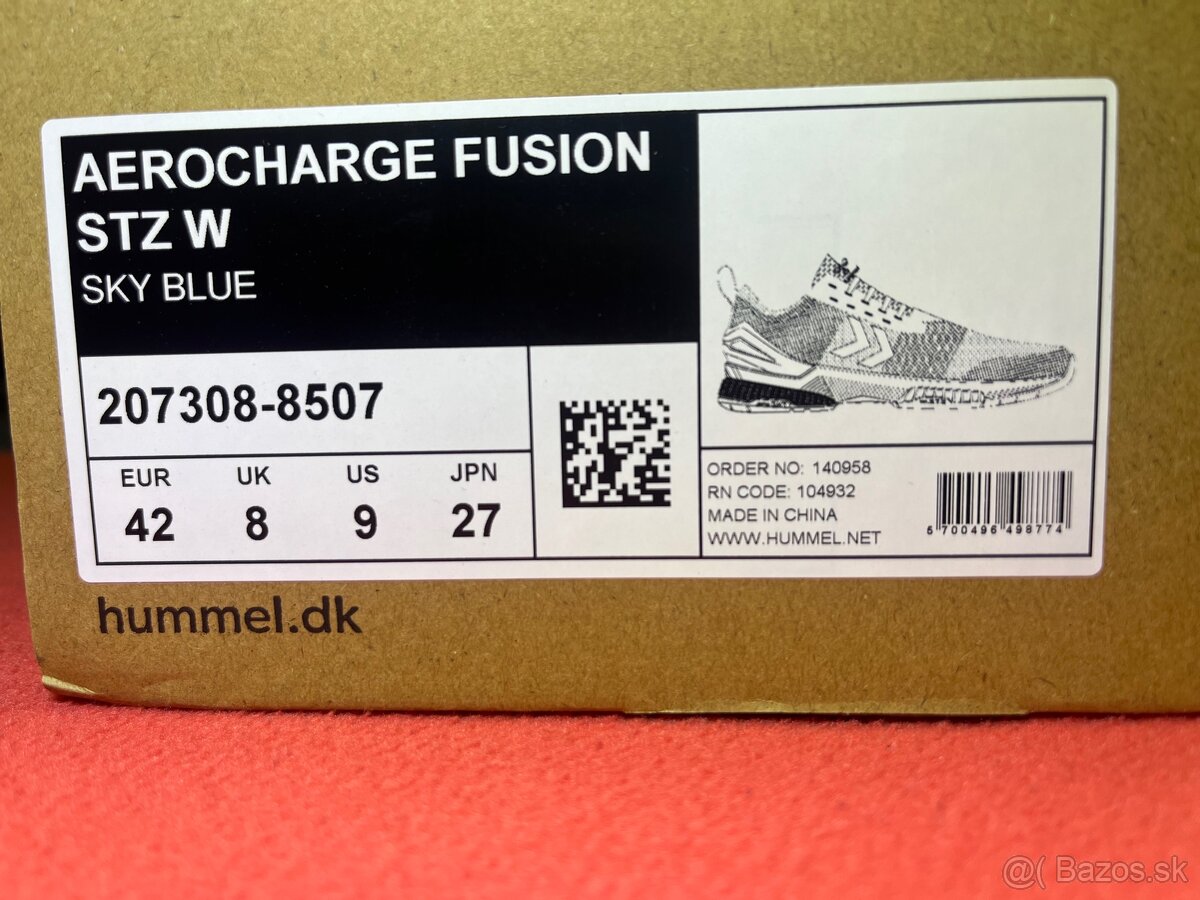 AEROCHARGE FUSION
STZ W
SKY BLUE
207308-8507
EUR UK US JPN
42 8 9 27
ORDER NO: 140958
RN CODE: 104932
MADE IN CHINA
WWW.HUMMEL.NET
5 700496 498774
hummel.dk
@( Bazos.sk